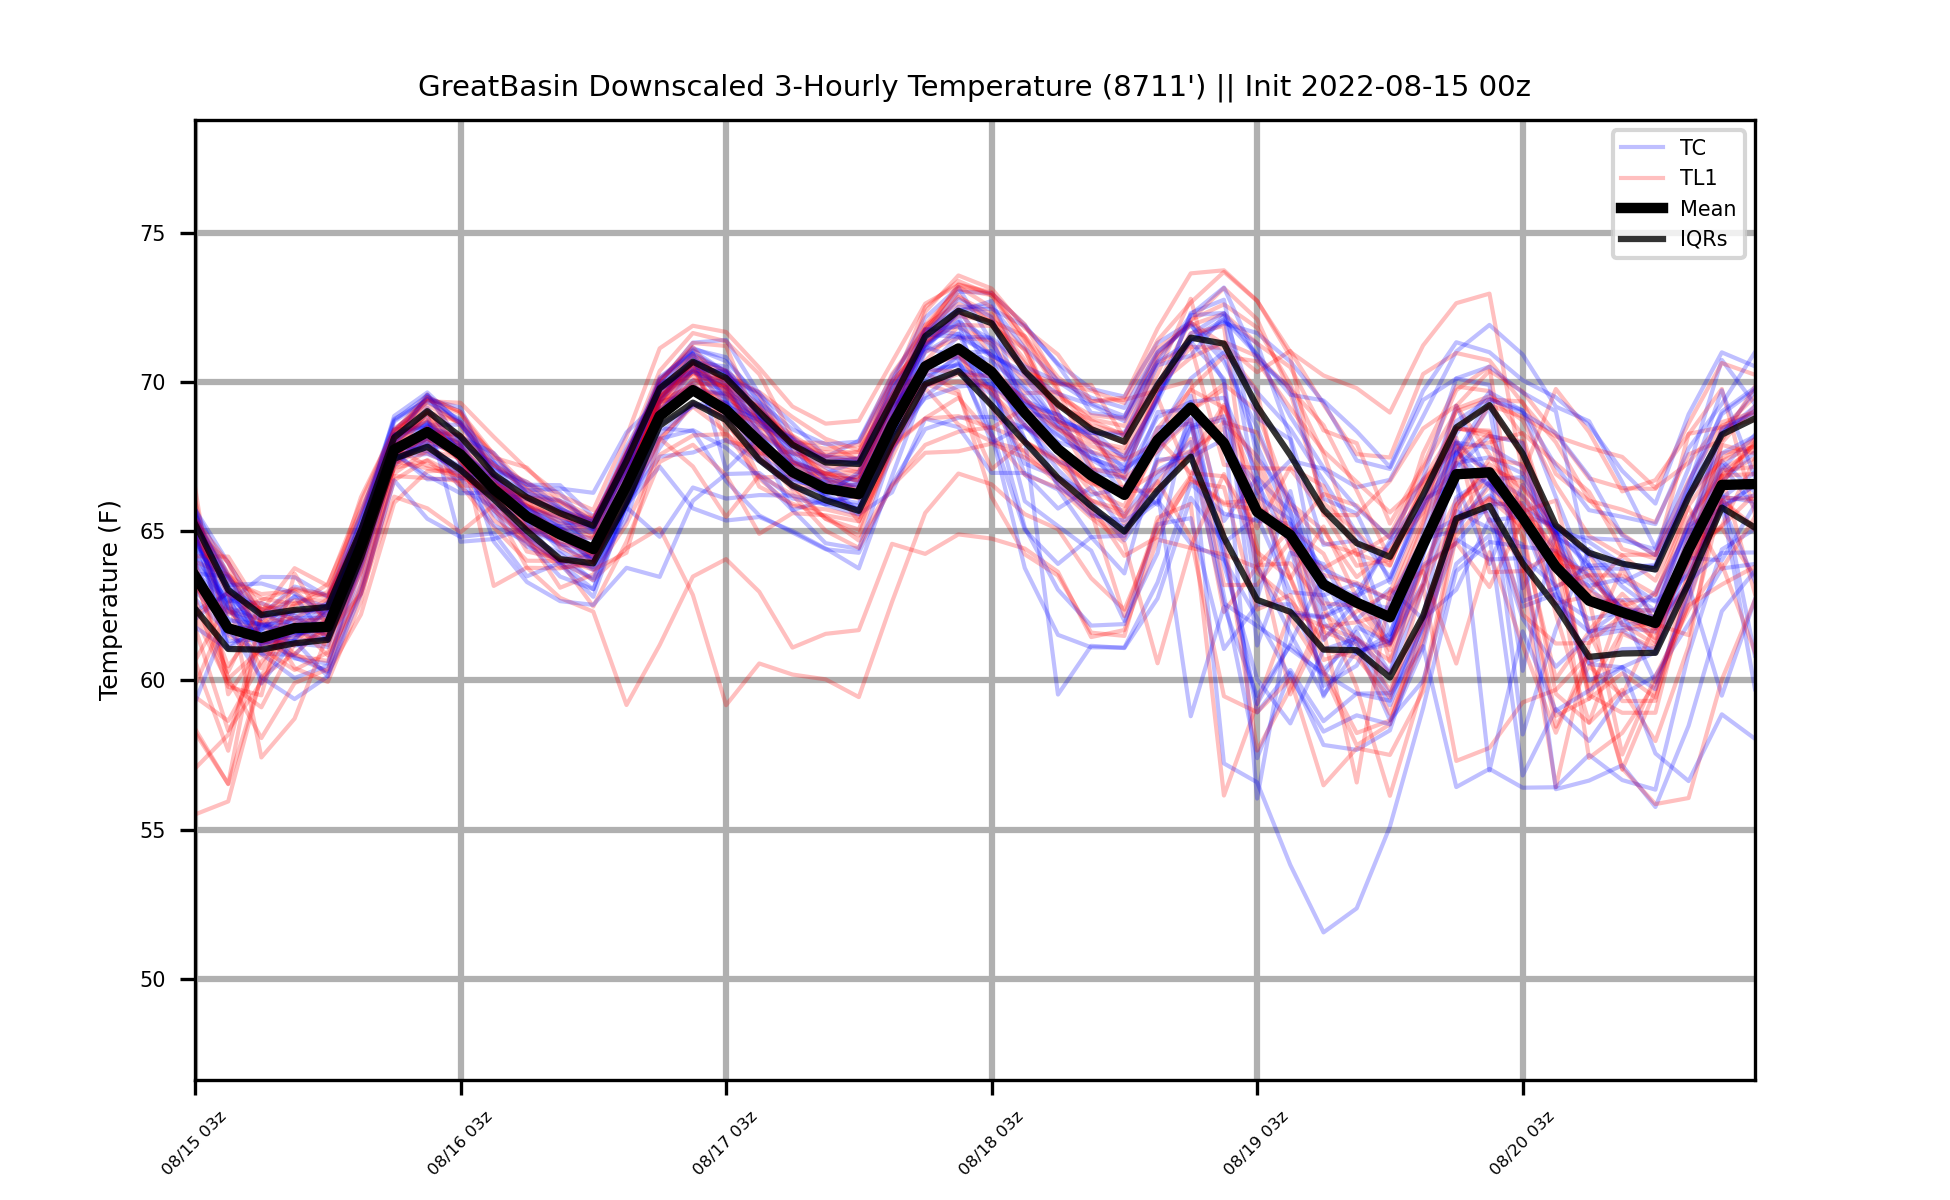 GreatBasin Downscaled 3-Hourly Temperature (8711') || Init 2022-08-15 00z
TC
TL1
Mean
IQRs
Temperature (F)
75
70
65
60
55
50
08/15 03z
08/16 03z
08/17 03z
08/18 03z
08/19 03z
08/20 03z